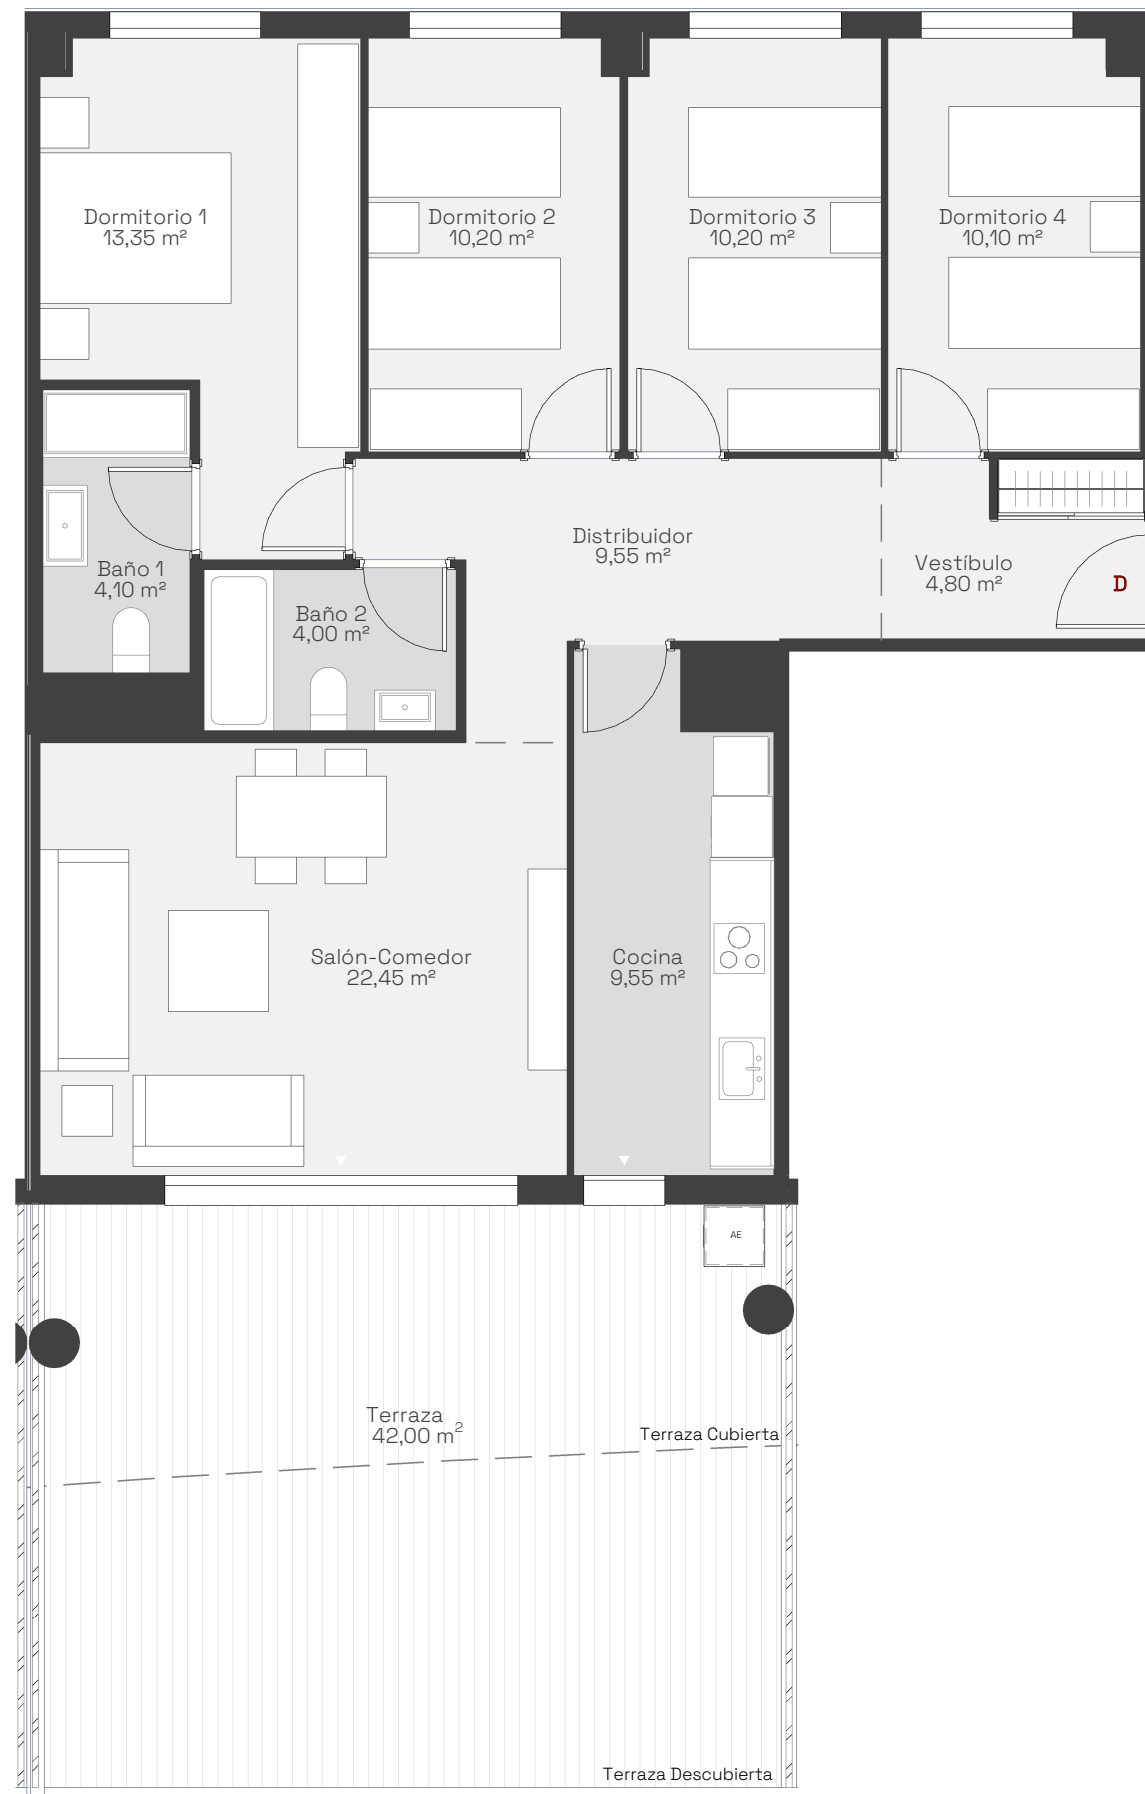 Dormitorio 1
13,35 m²
Dormitorio 2
10,20 m²
Dormitorio 3
10,20 m²
Dormitorio 4
10,10 m²
Distribuidor
9,55 m²
Vestíbulo
4,80 m²
D
Baño 1
4,10 m²
Baño 2
4,00 m²
Salón-Comedor
22,45 m²
Cocina
9,55 m²
AE
Terraza
42,00 m²
Terraza Cubierta
Terraza Descubierta